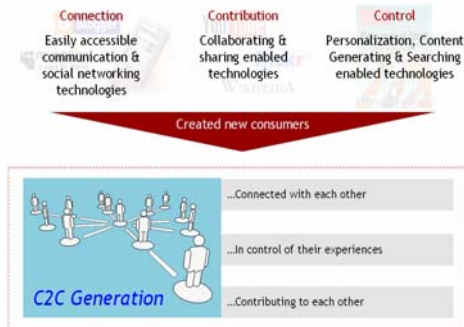 Connection
Easily accessible
communication &
social networking
technologies
Contribution
Collaborating &
sharing enabled
technologies
Control
Personalization, Content
Generating & Searching
enabled technologies
Created new consumers
C2C Generation
...Connected with each other
...In control of their experiences
...Contributing to each other